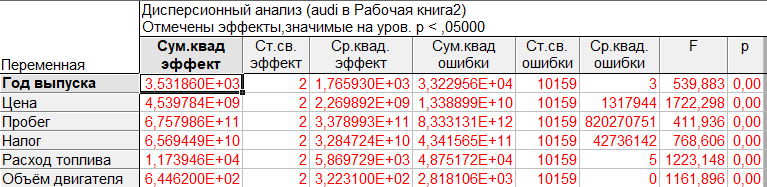 Дисперсионный анализ (audi в Рабочая книга2)
Отмечены эффекты,значимые на уров. p < ,05000
Переменная Сум.квад эффект Ст.св. эффект Ср.квад. эффект Сум.квад ошибки Ст.св. ошибки Ср.квад. ошибки F p
Год выпуска 3,531860E+03 2 1,765930E+03 3,322956E+04 10159 3 539,883 0,00
Цена 4,539784E+09 2 2,269892E+09 1,338899E+10 10159 1317944 1722,298 0,00
Пробег 6,757986E+11 2 3,378993E+11 8,333131E+12 10159 820270751 411,936 0,00
Налог 6,569449E+10 2 3,284724E+10 4,341565E+11 10159 42736142 768,606 0,00
Расход топлива 1,173946E+04 2 5,869729E+03 4,875172E+04 10159 5 1223,148 0,00
Объём двигателя 6,446200E+02 2 3,223100E+02 2,818106E+03 10159 0 1161,896 0,00